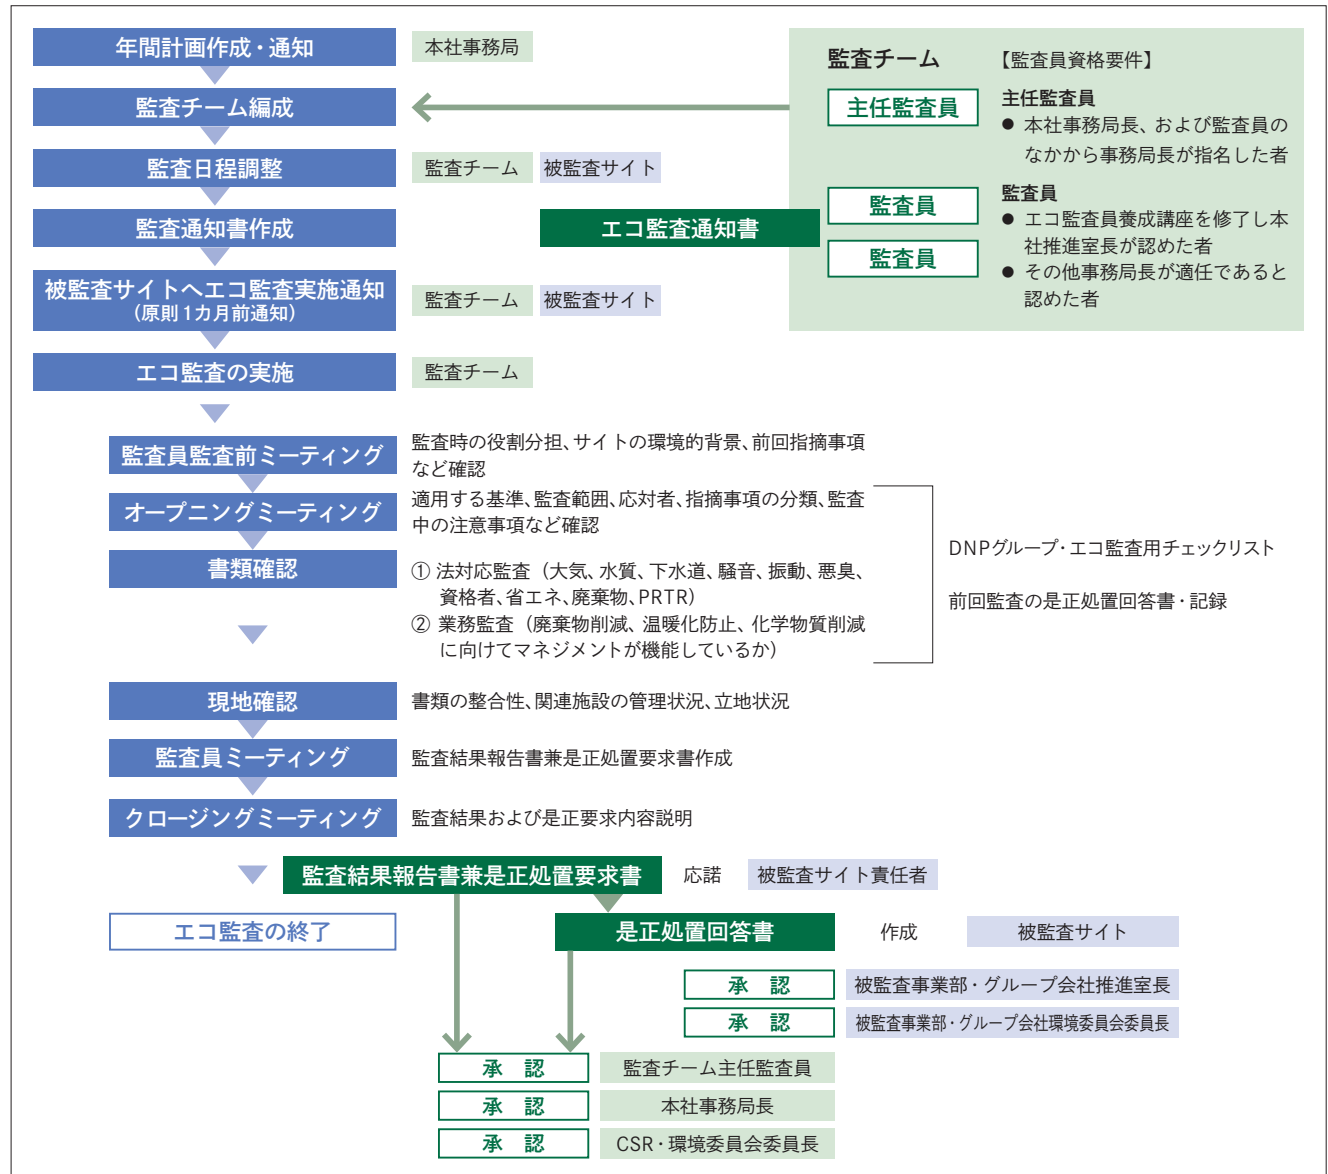 年間計画作成・通知
本社事務局
監査チーム編成
監査日程調整
監査チーム
被監査サイト
監査通知書作成
エコ監査通知書
被監査サイトへエコ監査実施通知
(原則1カ月前通知)
監査チーム
被監査サイト
エコ監査の実施
監査チーム
監査チーム
【監査員資格要件】
主任監査員
主任監査員
● 本社事務局長、および監査員の
なかから事務局長が指名した者
監査員
監査員
監査員
● エコ監査員養成講座を修了し本
社推進室長が認めた者
● その他事務局長が適任であると
認めた者
監査員監査前ミーティング
監査時の役割分担、サイトの環境的背景、前回指摘事項
など確認
オープニングミーティング
適用する基準、監査範囲、応対者、指摘事項の分類、監査
中の注意事項など確認
書類確認
① 法対応監査（大気、水質、下水道、騒音、振動、悪臭、
資格者、省エネ、廃棄物、PRTR）
② 業務監査（廃棄物削減、温暖化防止、化学物質削減
に向けてマネジメントが機能しているか）
DNPグループ・エコ監査用チェックリスト
前回監査の是正処置回答書・記録
現地確認
書類の整合性、関連施設の管理状況、立地状況
監査員ミーティング
監査結果報告書兼是正処置要求書作成
クロージングミーティング
監査結果および是正要求内容説明
監査結果報告書兼是正処置要求書
応諾
被監査サイト責任者
エコ監査の終了
是正処置回答書
作成
被監査サイト
承 認
被監査事業部・グループ会社推進室長
承 認
被監査事業部・グループ会社環境委員会委員長
承 認
監査チーム主任監査員
承 認
本社事務局長
承 認
CSR・環境委員会委員長